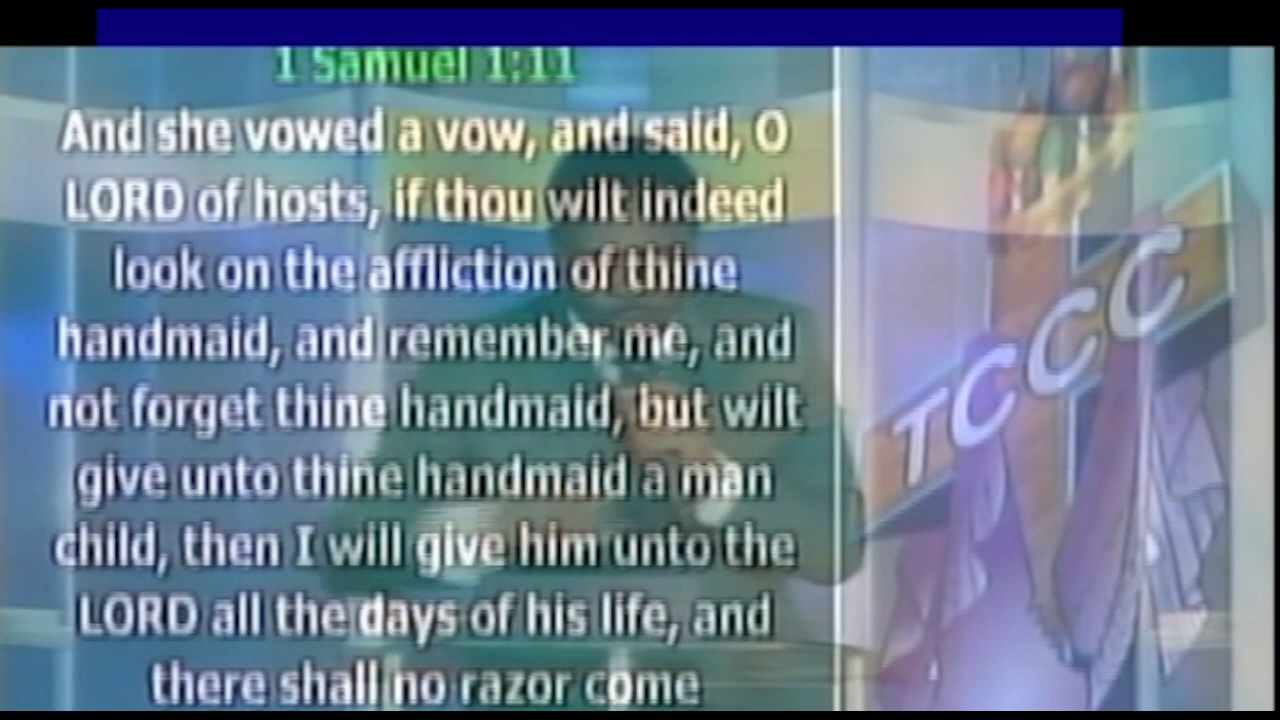 1 Samuel 1:11
And she vowed a vow, and said, O
LORD of hosts, if thou wilt indeed
look on the affliction of thine
handmaid, and remember me, and
not forget thine handmaid, but wilt
give unto thine handmaid a man
child, then I will give him unto the
LORD all the days of his life, and
there shall no razor come
TCCC